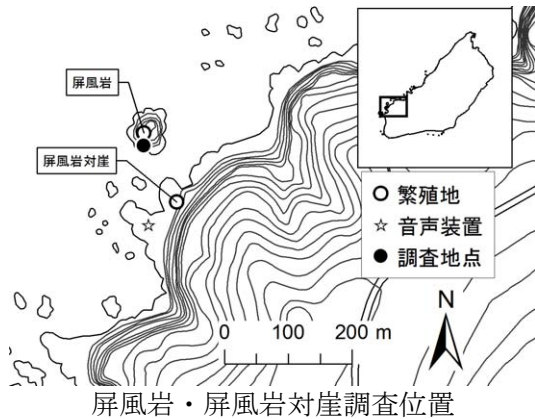 屏風岩
屏風岩対崖
繁殖地
音声装置
調査地点
N
0 100 200 m
屏風岩・屏風岩対崖調査位置